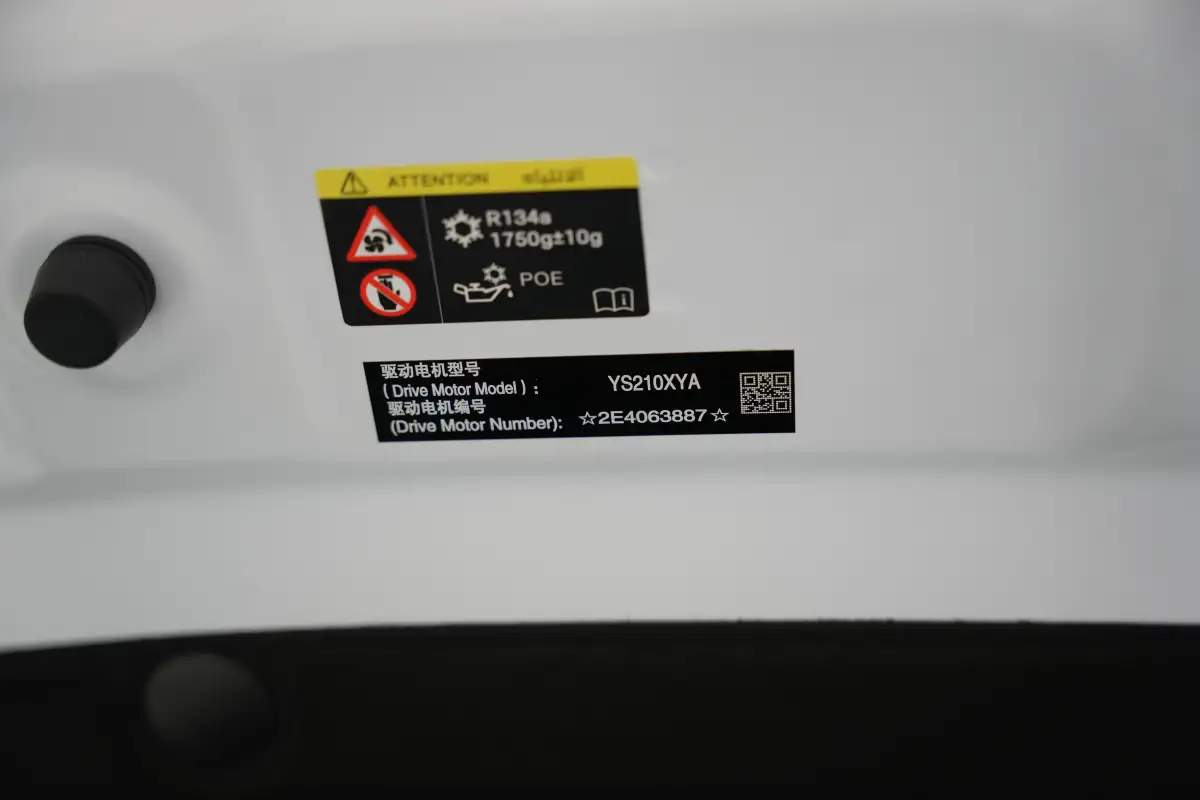 ATTENTION الانتباه
R134a
1750g±10g
POE
驱动电机型号
(Drive Motor Model): YS210XYA
驱动电机编号
(Drive Motor Number): ☆2E4063887☆